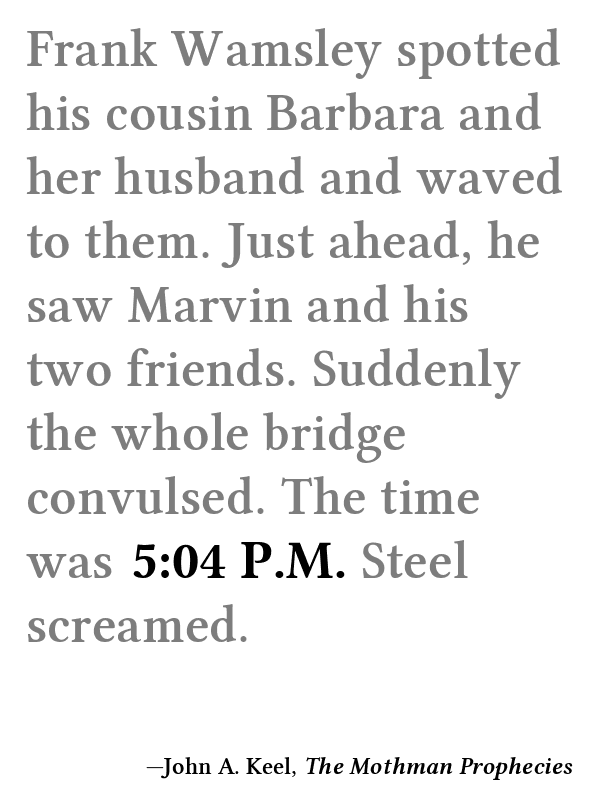 Frank Wamsley spotted
his cousin Barbara and
her husband and waved
to them. Just ahead, he
saw Marvin and his
two friends. Suddenly
the whole bridge
convulsed. The time
was 5:04 P.M. Steel
screamed.
—John A. Keel, The Mothman Prophecies